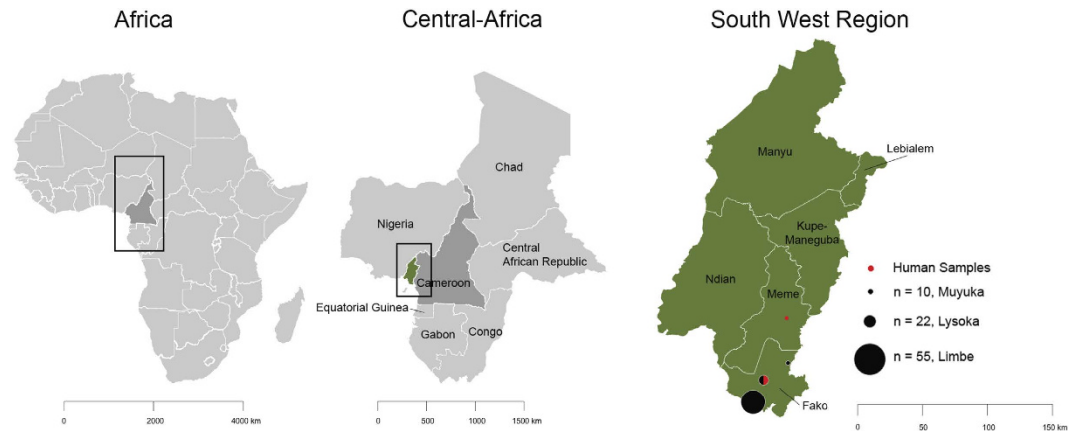 Africa
Central-Africa
South West Region
Chad
Nigeria
Central
African Republic
Cameroon
Equatorial Guinea
Gabon
Congo
0
2000
4000 km
0
500
1000
1500 km
Manyu
Lebialem
Kupe-
Maneguba
Ndian
Meme
Fako
Human Samples
n = 10, Muyuka
n = 22, Lysoka
n = 55, Limbe
0
50
100
150 km